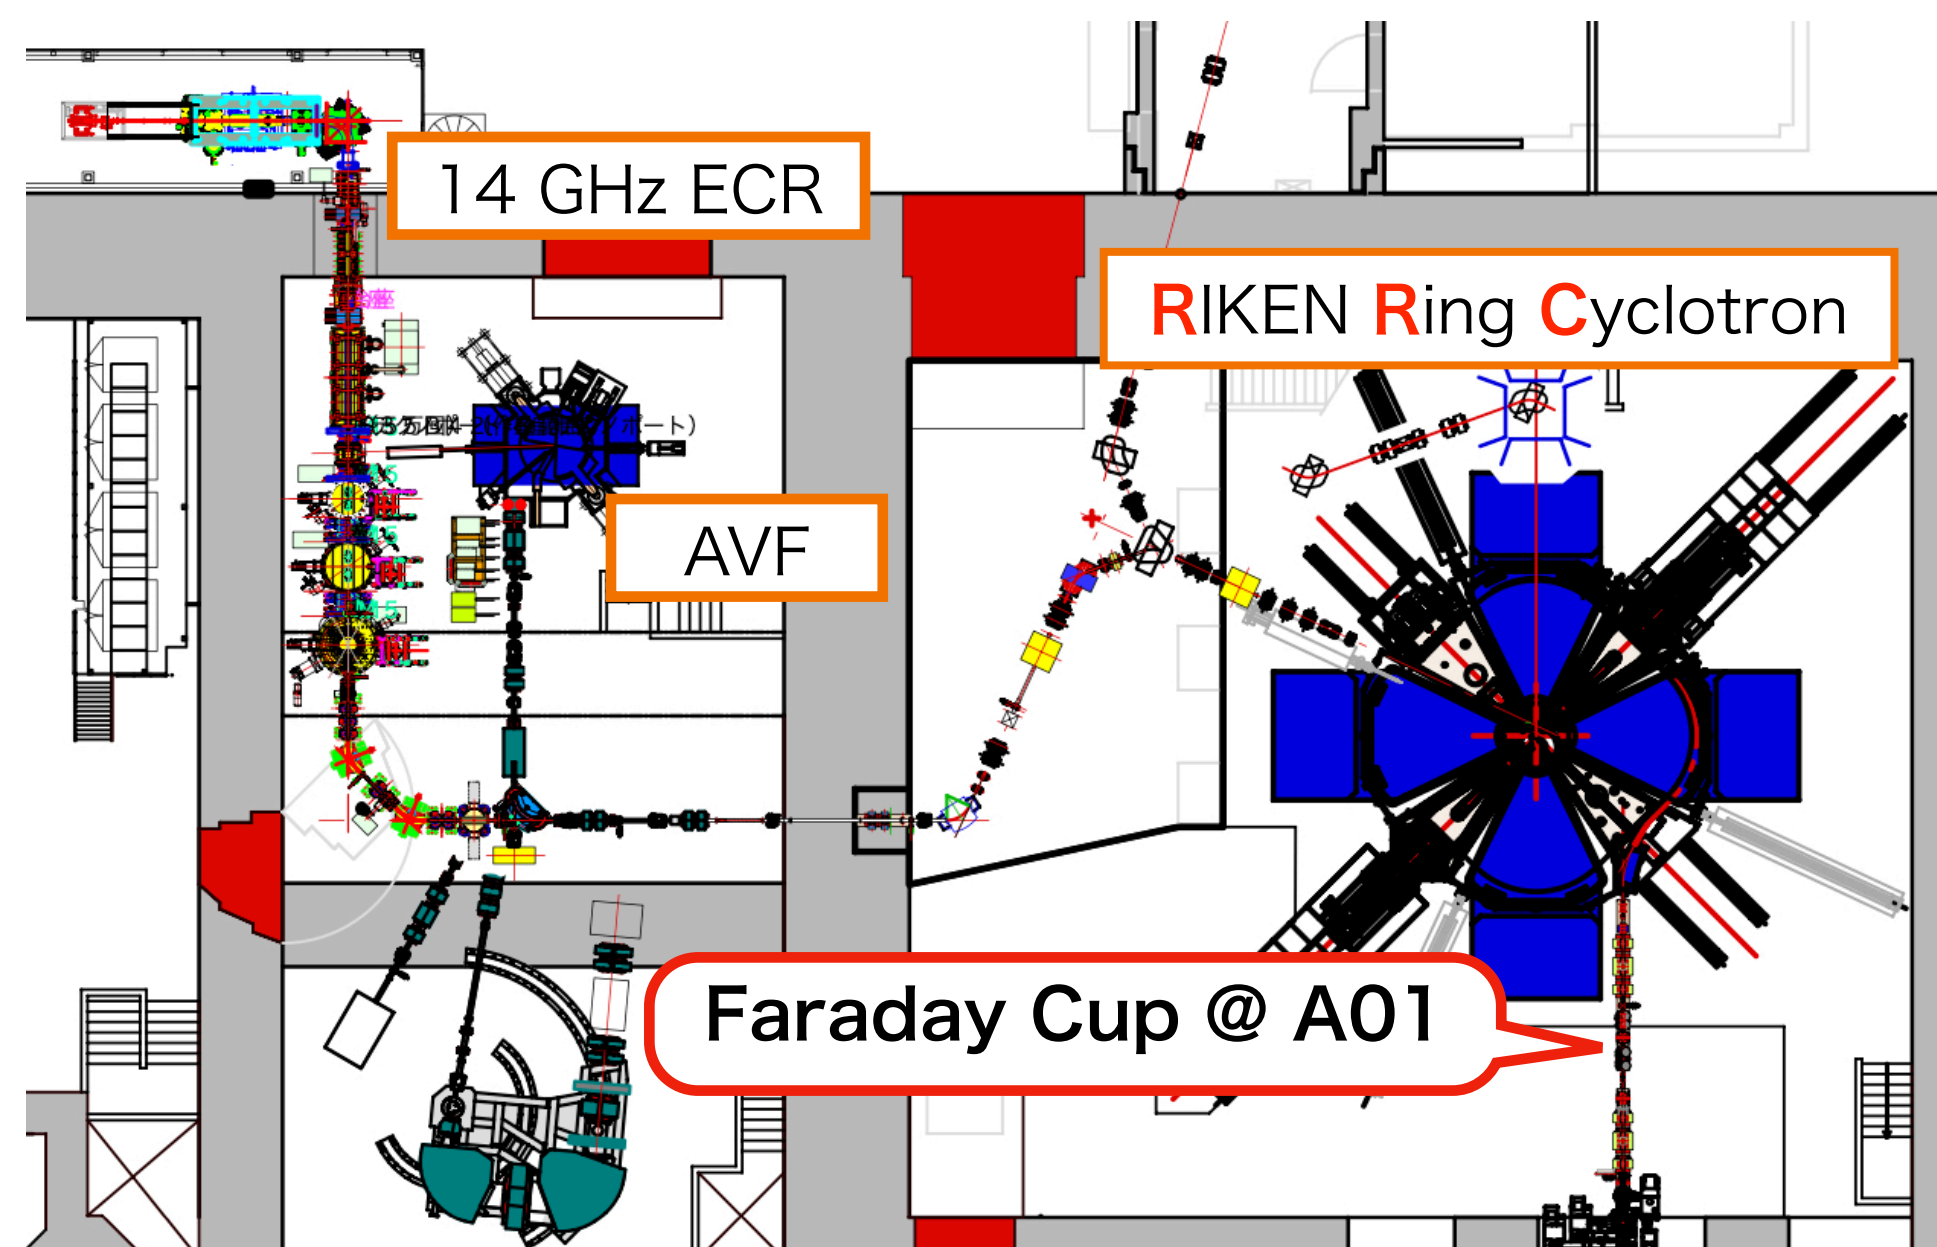 14 GHz ECR
RIKEN Ring Cyclotron
AVF
Faraday Cup @ A01